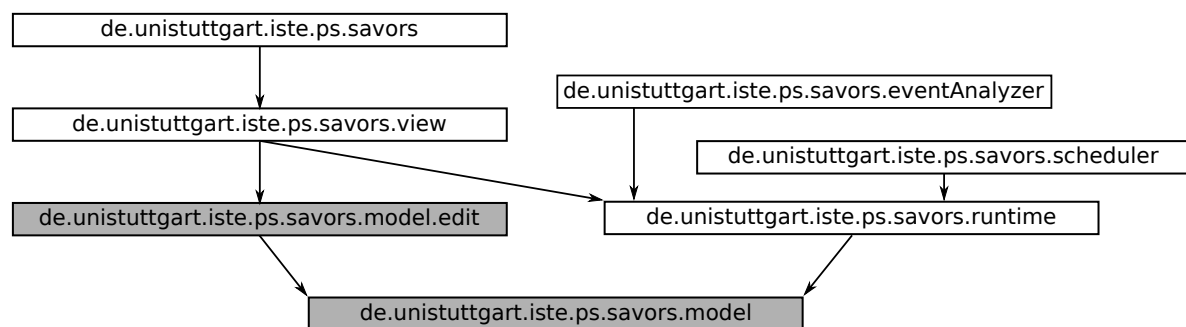 de.unistuttgart.iste.ps.savors
de.unistuttgart.iste.ps.savors.eventAnalyzer
de.unistuttgart.iste.ps.savors.view
de.unistuttgart.iste.ps.savors.scheduler
de.unistuttgart.iste.ps.savors.model.edit
de.unistuttgart.iste.ps.savors.runtime
de.unistuttgart.iste.ps.savors.model